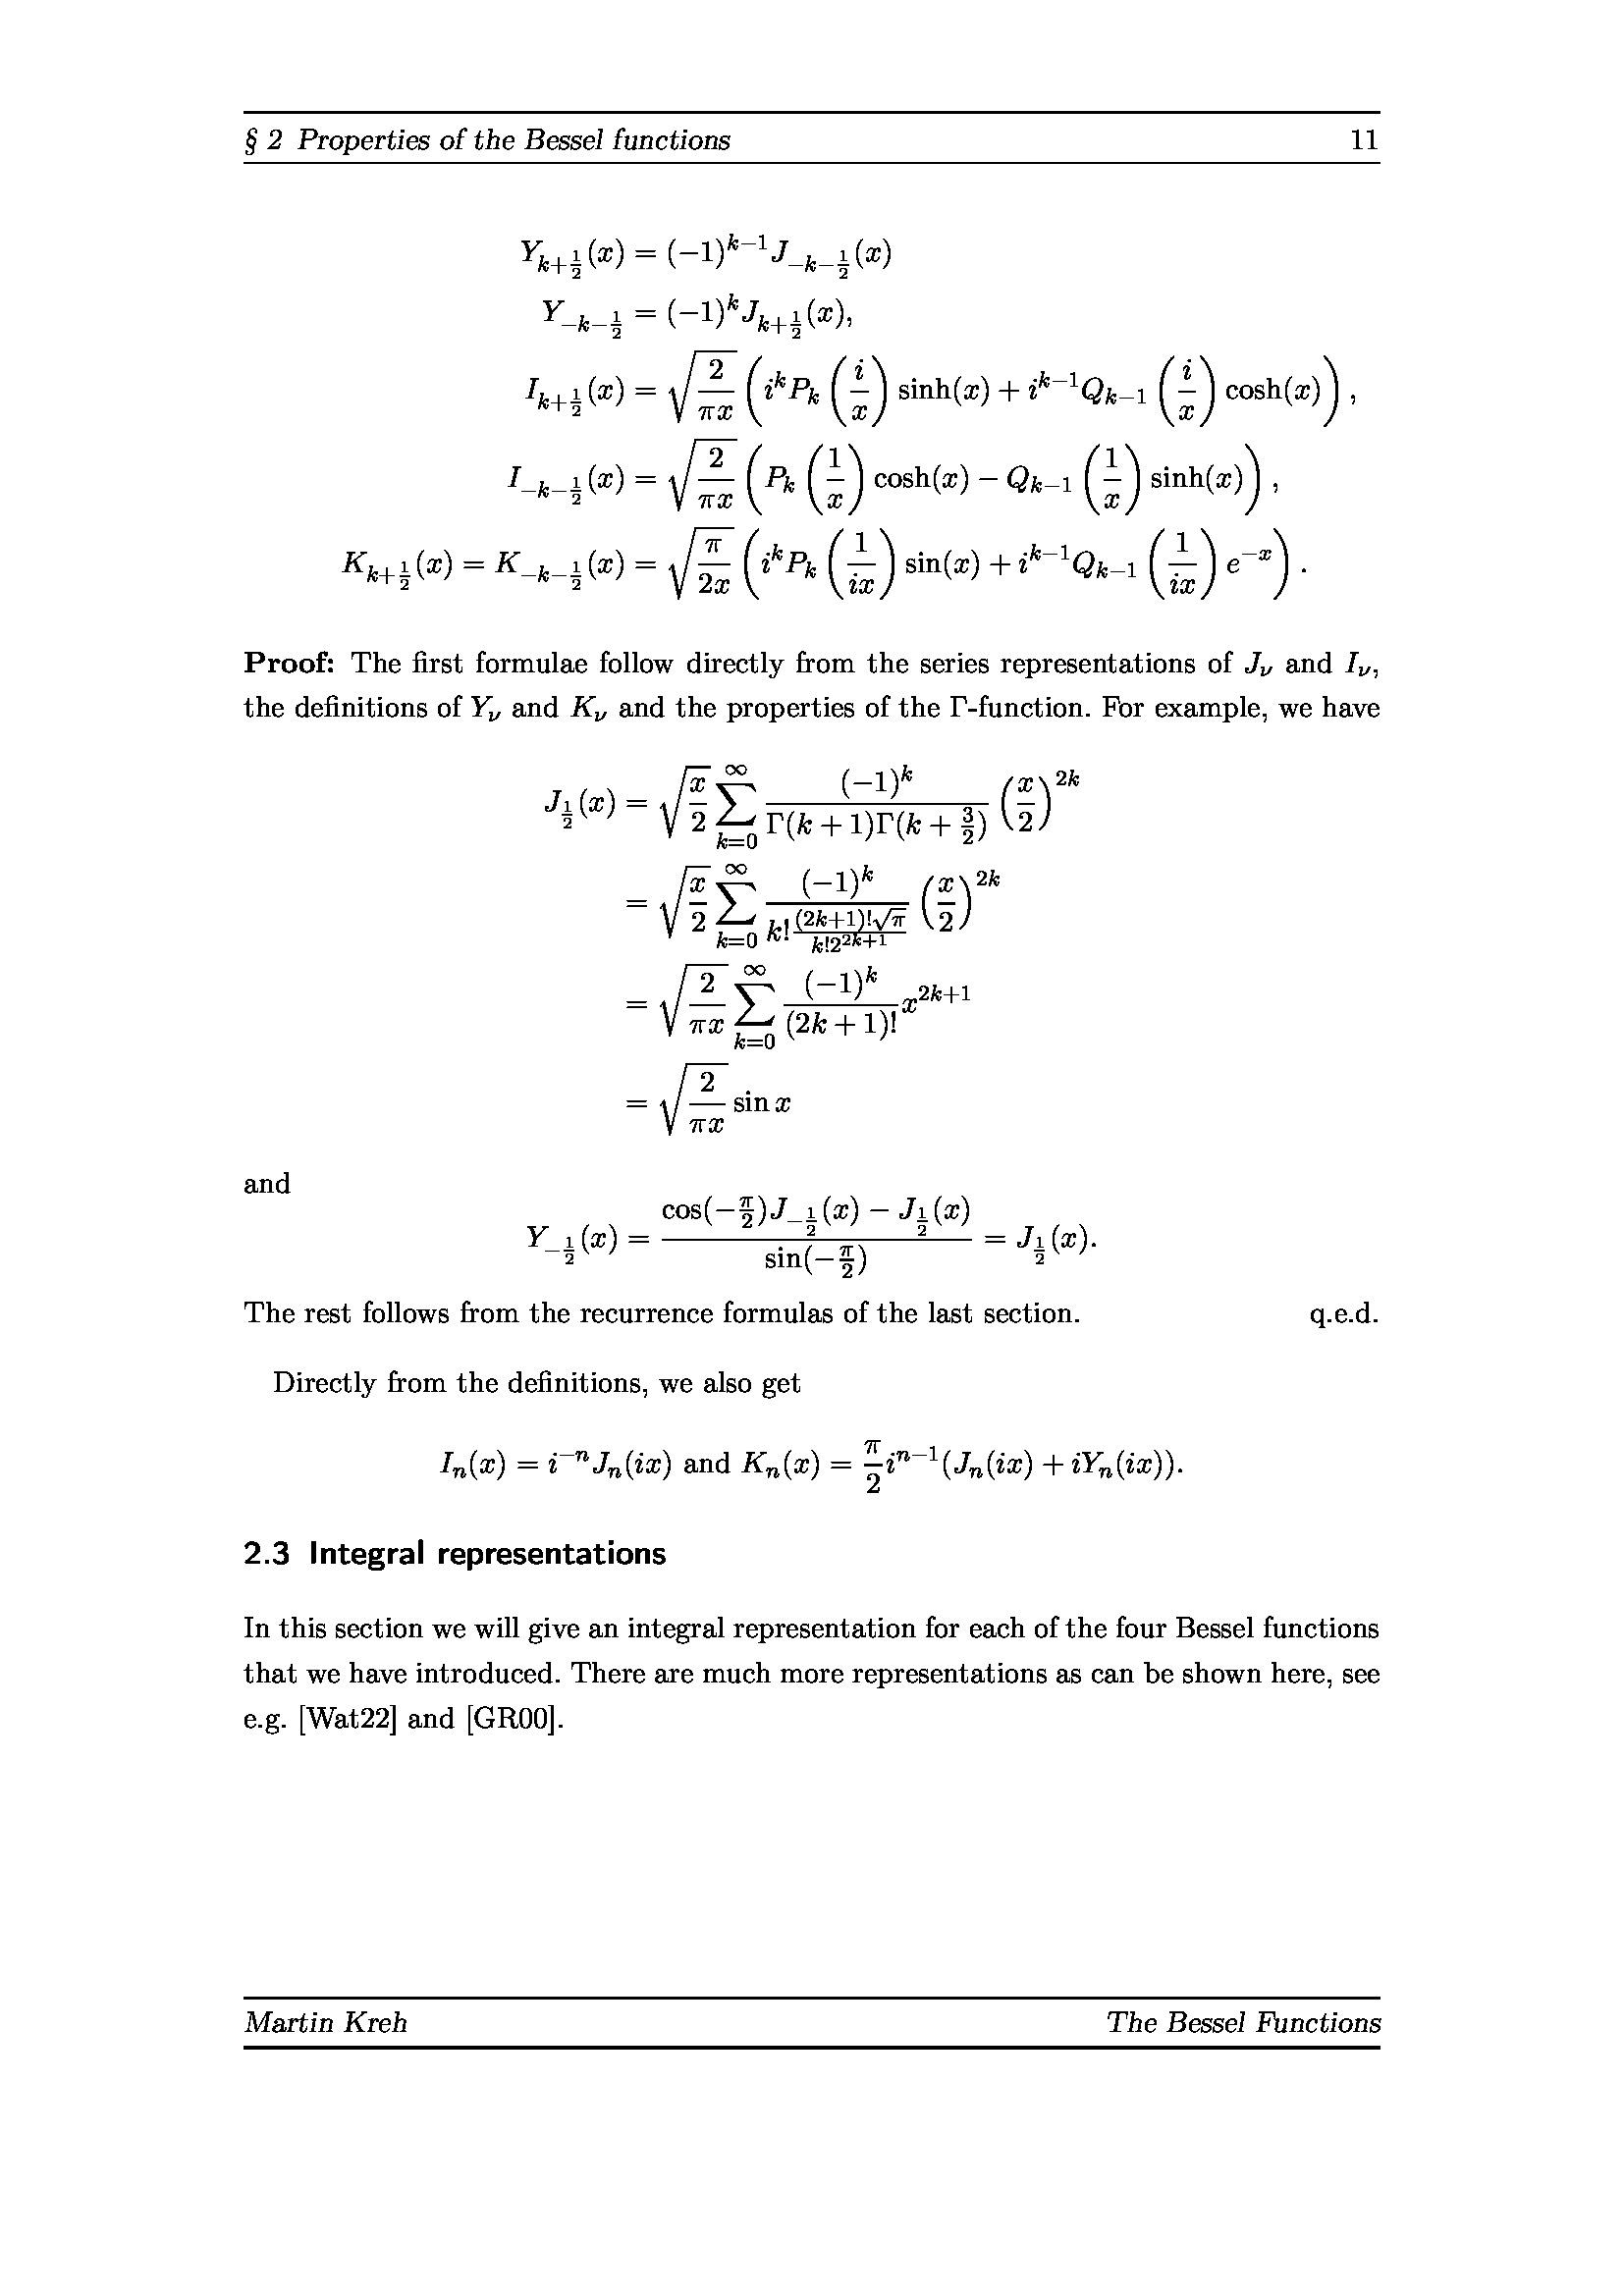 § 2 Properties of the Bessel functions 11
$Y_{k+\frac{1}{2}}(x) = (-1)^{k-1} J_{-k-\frac{1}{2}}(x)$
$Y_{-k-\frac{1}{2}} = (-1)^k J_{k+\frac{1}{2}}(x),$
$I_{k+\frac{1}{2}}(x) = \sqrt{\frac{2}{\pi x}} \left( i^k P_k \left( \frac{i}{x} \right) \sinh(x) + i^{k-1} Q_{k-1} \left( \frac{i}{x} \right) \cosh(x) \right),$
$I_{-k-\frac{1}{2}}(x) = \sqrt{\frac{2}{\pi x}} \left( P_k \left( \frac{1}{x} \right) \cosh(x) - Q_{k-1} \left( \frac{1}{x} \right) \sinh(x) \right),$
$K_{k+\frac{1}{2}}(x) = K_{-k-\frac{1}{2}}(x) = \sqrt{\frac{\pi}{2x}} \left( i^k P_k \left( \frac{1}{ix} \right) \sin(x) + i^{k-1} Q_{k-1} \left( \frac{1}{ix} \right) e^{-x} \right).$
Proof: The first formulae follow directly from the series representations of $J_\nu$ and $I_\nu$,
the definitions of $Y_\nu$ and $K_\nu$ and the properties of the Γ-function. For example, we have
$J_{\frac{1}{2}}(x) = \sqrt{\frac{x}{2}} \sum_{k=0}^{\infty} \frac{(-1)^k}{\Gamma(k+1)\Gamma(k+\frac{3}{2})} \left( \frac{x}{2} \right)^{2k}$
$= \sqrt{\frac{x}{2}} \sum_{k=0}^{\infty} \frac{(-1)^k}{k! \frac{(2k+1)!\sqrt{\pi}}{k!2^{2k+1}}} \left( \frac{x}{2} \right)^{2k}$
$= \sqrt{\frac{2}{\pi x}} \sum_{k=0}^{\infty} \frac{(-1)^k}{(2k+1)!} x^{2k+1}$
$= \sqrt{\frac{2}{\pi x}} \sin x$
and
$Y_{-\frac{1}{2}}(x) = \frac{\cos(-\frac{\pi}{2}) J_{-\frac{1}{2}}(x) - J_{\frac{1}{2}}(x)}{\sin(-\frac{\pi}{2})} = J_{\frac{1}{2}}(x).$
The rest follows from the recurrence formulas of the last section. q.e.d.
Directly from the definitions, we also get
$I_n(x) = i^{-n} J_n(ix)$ and $K_n(x) = \frac{\pi}{2} i^{n-1} (J_n(ix) + iY_n(ix)).$
2.3 Integral representations
In this section we will give an integral representation for each of the four Bessel functions
that we have introduced. There are much more representations as can be shown here, see
e.g. [Wat22] and [GR00].
Martin Kreh The Bessel Functions